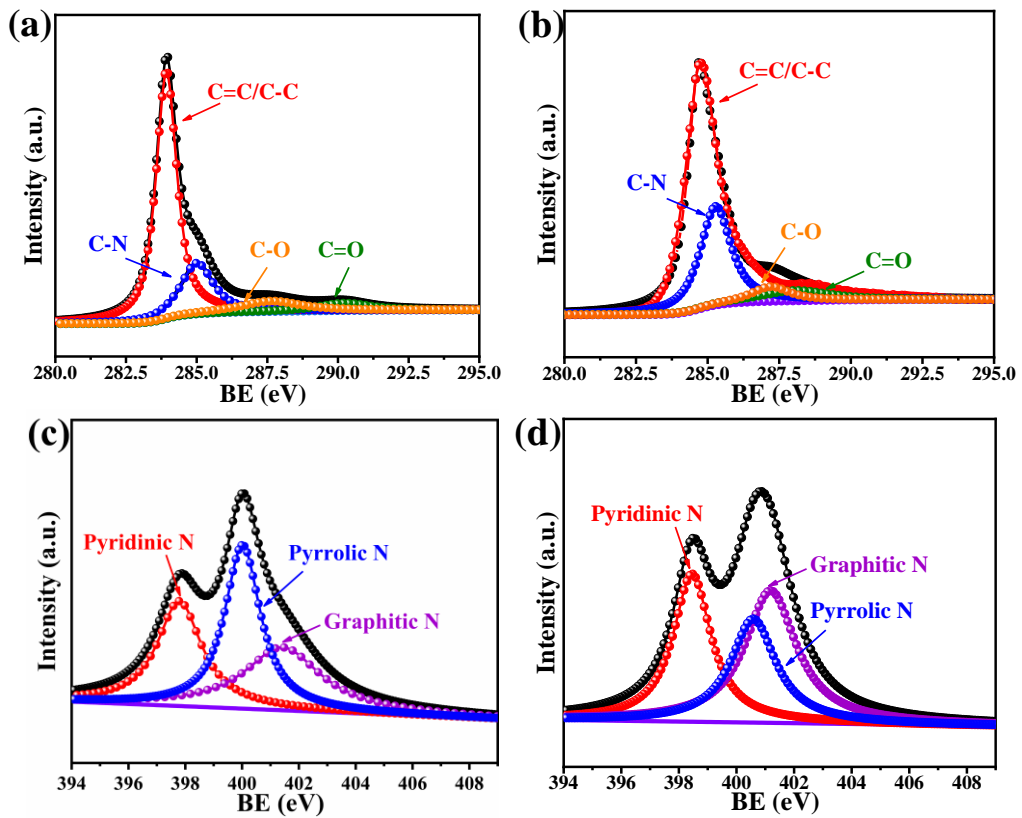 (a)
Intensity (a.u.)
C=C/C-C
C-N
C-O
C=O
280.0 282.5 285.0 287.5 290.0 292.5 295.0
BE (eV)
(b)
Intensity (a.u.)
C=C/C-C
C-N
C-O
C=O
280.0 282.5 285.0 287.5 290.0 292.5 295.0
BE (eV)
(c)
Intensity (a.u.)
Pyridinic N
Pyrrolic N
Graphitic N
394 396 398 400 402 404 406 408
BE (eV)
(d)
Intensity (a.u.)
Pyridinic N
Graphitic N
Pyrrolic N
394 396 398 400 402 404 406 408
BE (eV)